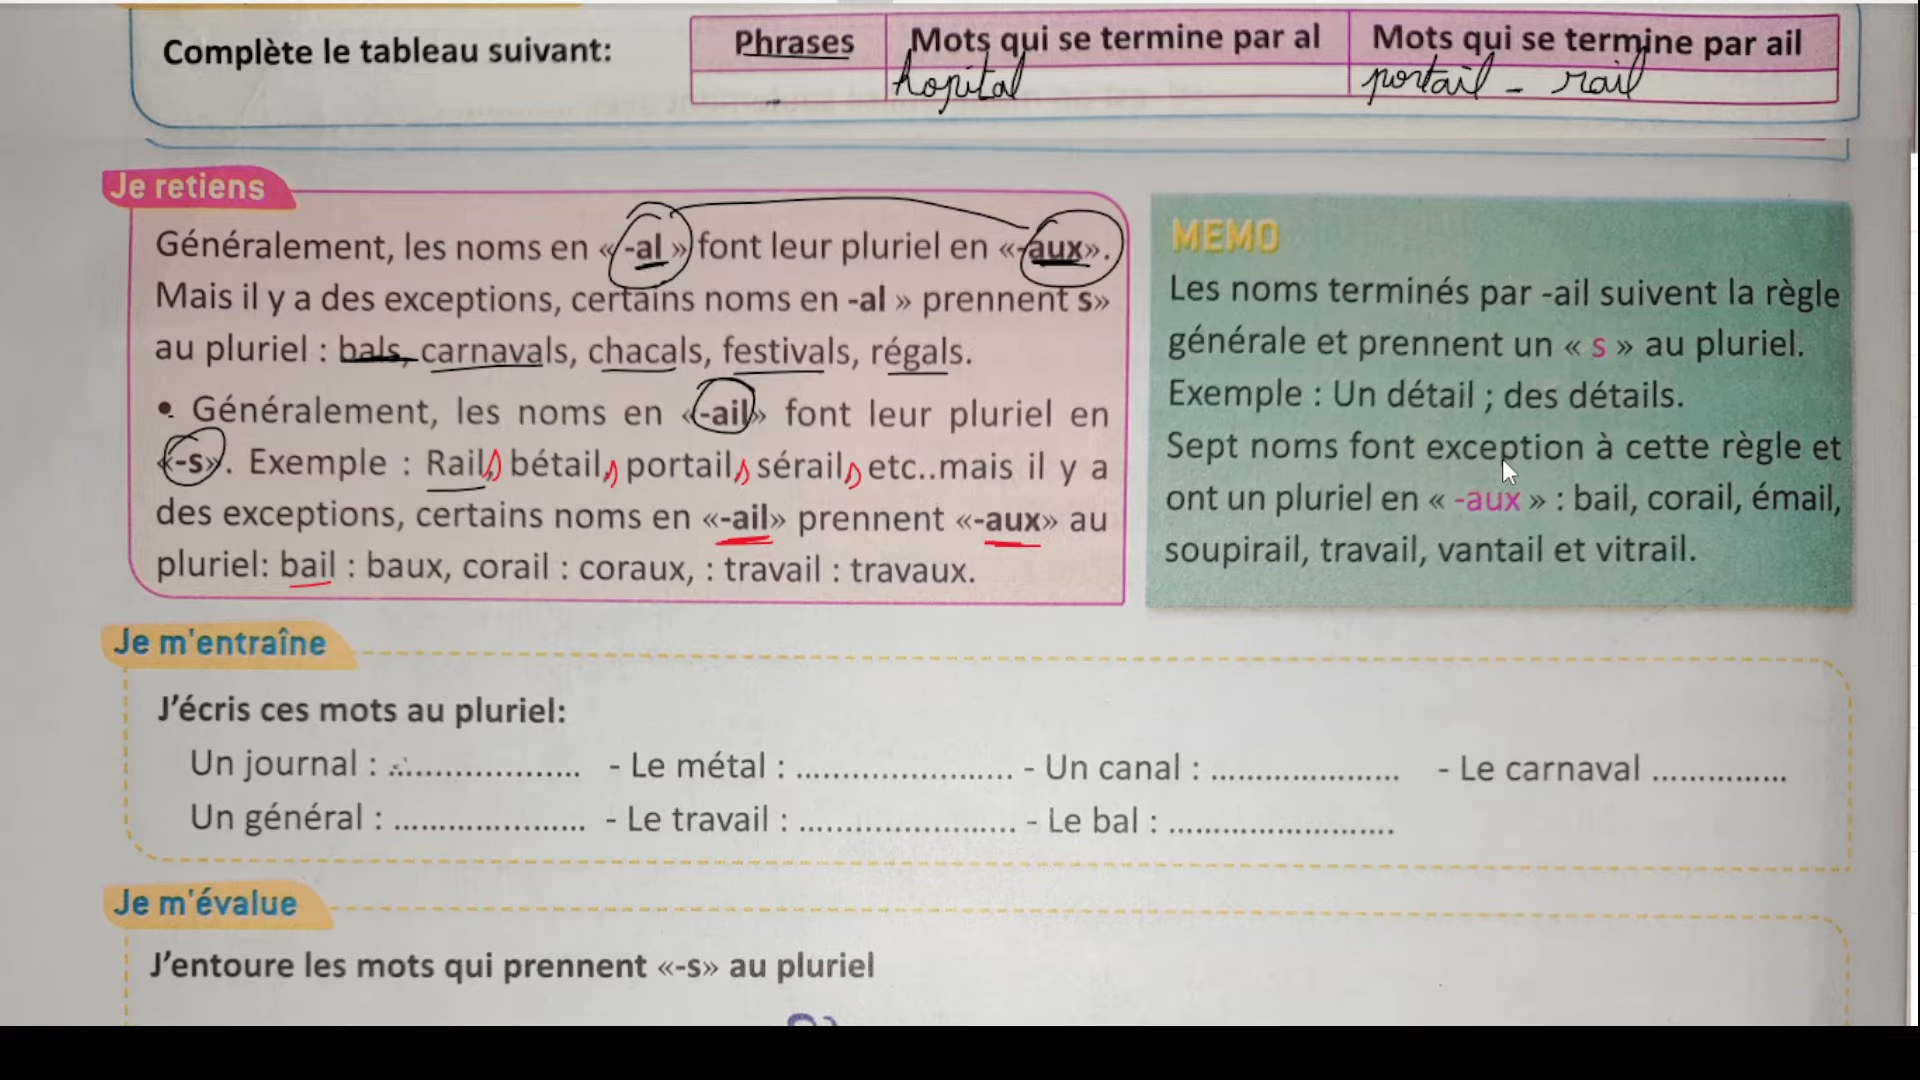 Complète le tableau suivant:
Phrases
Mots qui se termine par al
Mots qui se termine par ail
hopital
portail - rail
Je retiens
Généralement, les noms en « -al » font leur pluriel en «-aux».
Mais il y a des exceptions, certains noms en -al » prennent s»
au pluriel : bals, carnavals, chacals, festivals, régals.
• Généralement, les noms en «-ail» font leur pluriel en
«-s». Exemple : Rail, bétail, portail, sérail, etc..mais il y a
des exceptions, certains noms en «-ail» prennent «-aux» au
pluriel: bail : baux, corail : coraux, : travail : travaux.
MEMO
Les noms terminés par -ail suivent la règle
générale et prennent un « s » au pluriel.
Exemple : Un détail ; des détails.
Sept noms font exception à cette règle et
ont un pluriel en « -aux » : bail, corail, émail,
soupirail, travail, vantail et vitrail.
Je m'entraîne
J'écris ces mots au pluriel:
Un journal : ..................... - Le métal : ........................ - Un canal : ..................... - Le carnaval ...............
Un général : ..................... - Le travail : ........................ - Le bal : .........................
Je m'évalue
J'entoure les mots qui prennent «-s» au pluriel